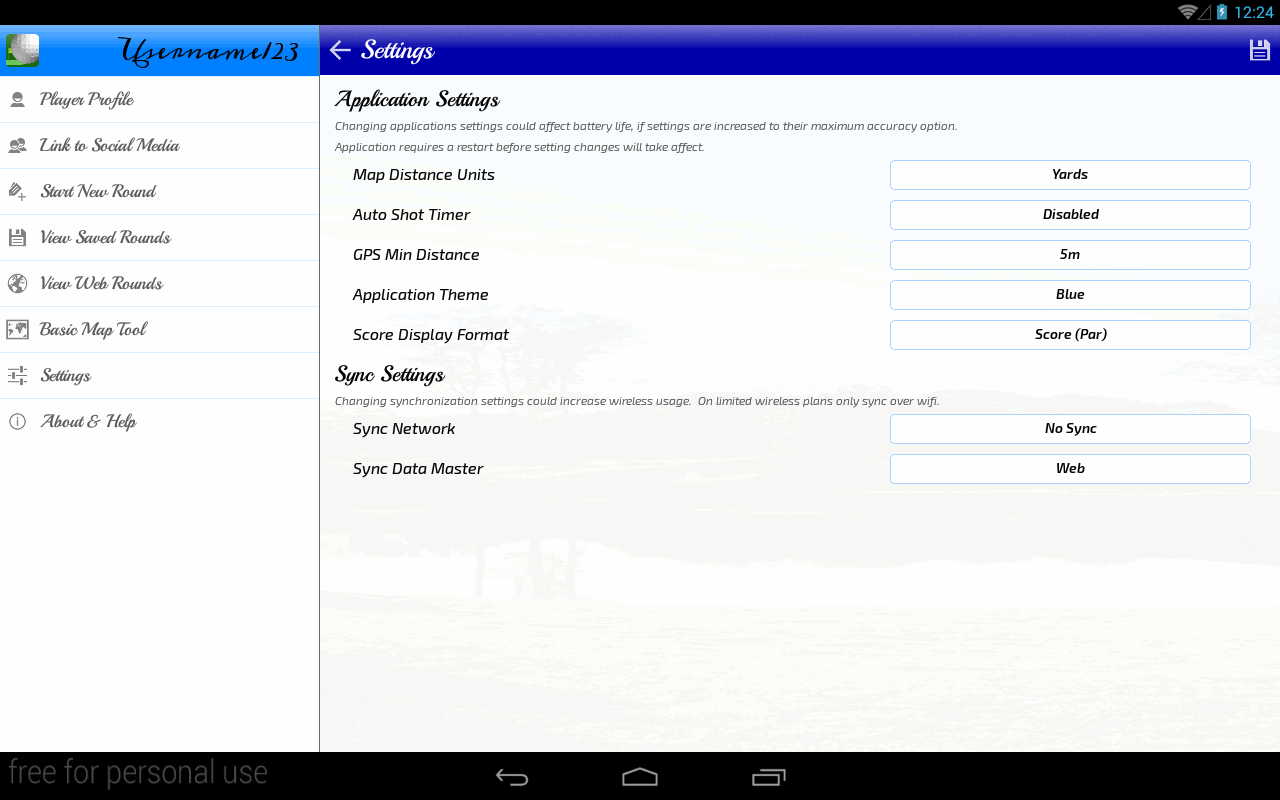 12:24
Username123
Settings
Player Profile
Link to Social Media
Start New Round
View Saved Rounds
View Web Rounds
Basic Map Tool
Settings
About & Help
Application Settings
Changing applications settings could affect battery life, if settings are increased to their maximum accuracy option.
Application requires a restart before setting changes will take affect.
Map Distance Units Yards
Auto Shot Timer Disabled
GPS Min Distance 5m
Application Theme Blue
Score Display Format Score (Par)
Sync Settings
Changing synchronization settings could increase wireless usage.  On limited wireless plans only sync over wifi.
Sync Network No Sync
Sync Data Master Web
free for personal use